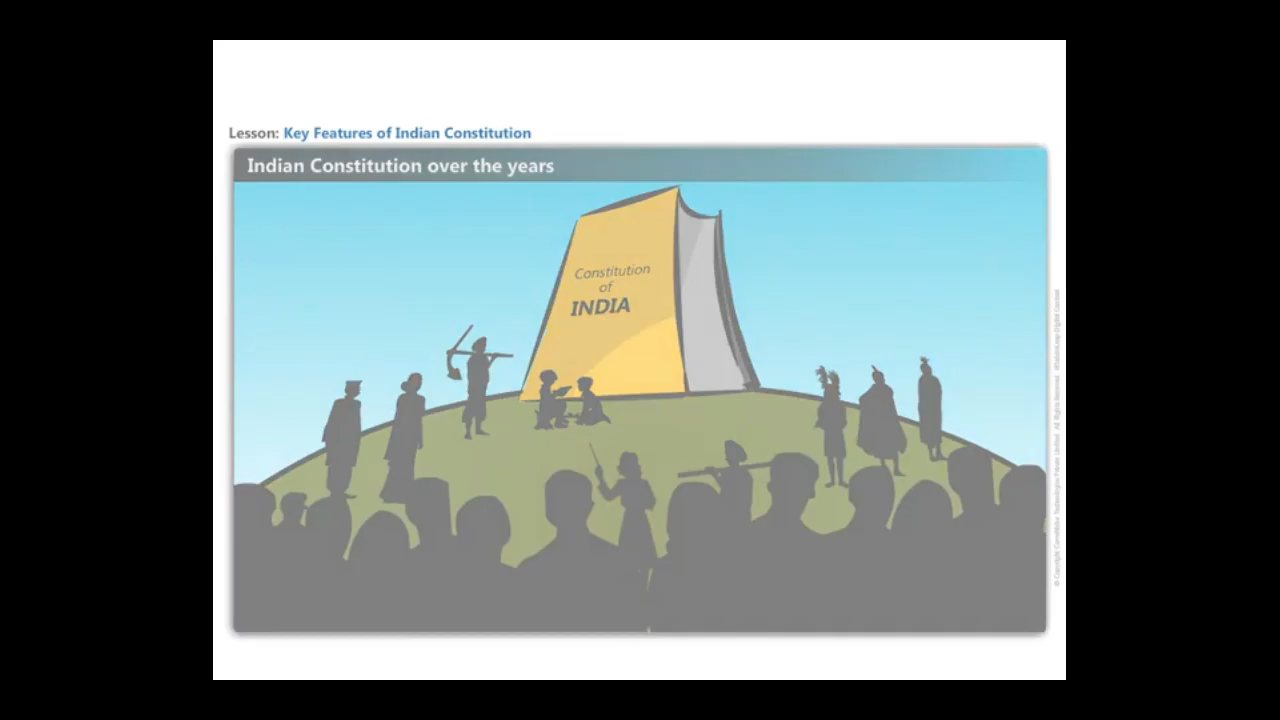 Lesson: Key Features of Indian Constitution
Indian Constitution over the years
Constitution
of
INDIA